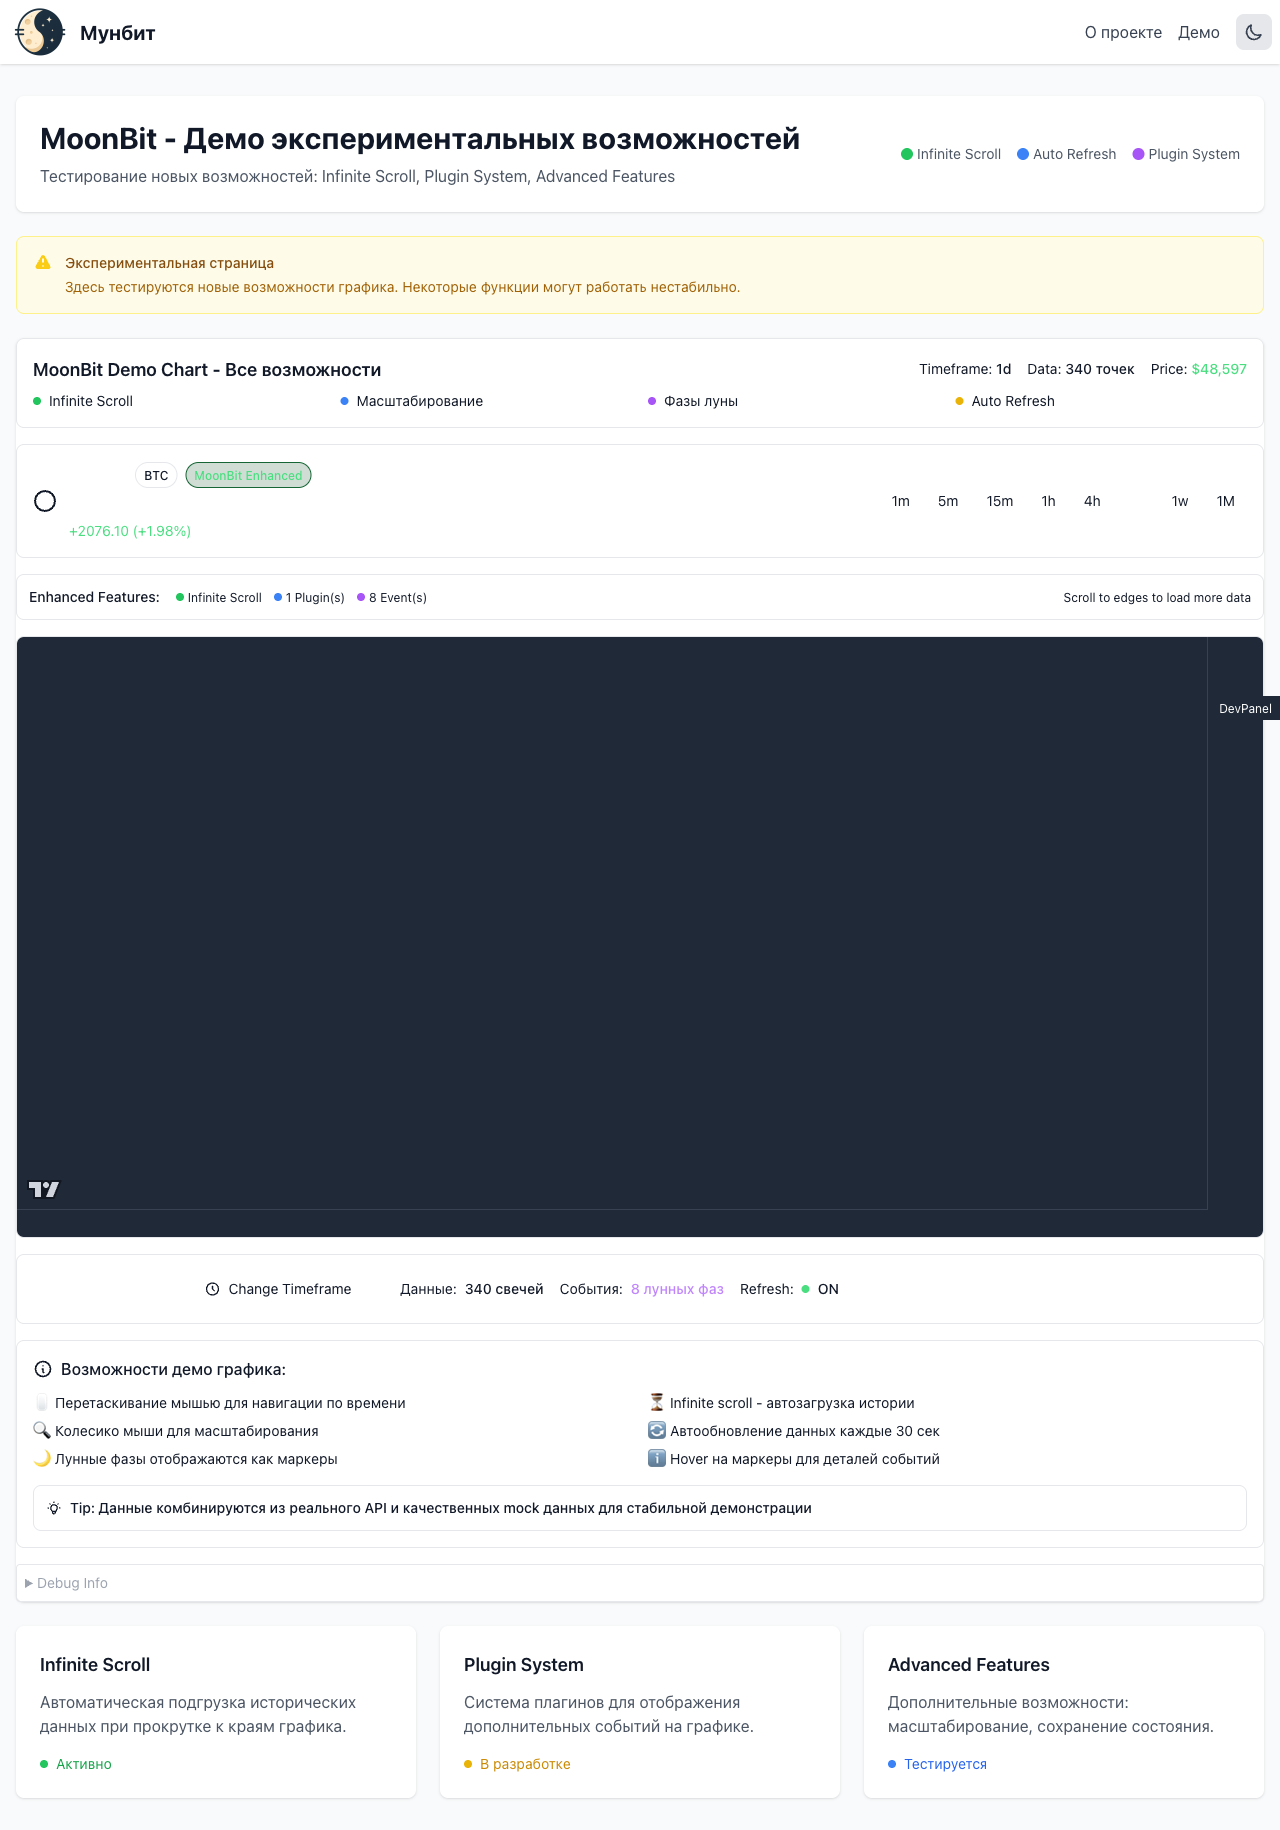 Мунбит
О проекте
Демо
MoonBit - Демо экспериментальных возможностей
Тестирование новых возможностей: Infinite Scroll, Plugin System, Advanced Features
Infinite Scroll
Auto Refresh
Plugin System
Экспериментальная страница
Здесь тестируются новые возможности графика. Некоторые функции могут работать нестабильно.
MoonBit Demo Chart - Все возможности
Timeframe: 1d
Data: 340 точек
Price: $48,597
Infinite Scroll
Масштабирование
Фазы луны
Auto Refresh
BTC
MoonBit Enhanced
+2076.10 (+1.98%)
1m
5m
15m
1h
4h
1w
1M
Enhanced Features:
Infinite Scroll
1 Plugin(s)
8 Event(s)
Scroll to edges to load more data
DevPanel
Change Timeframe
Данные: 340 свечей
События: 8 лунных фаз
Refresh: ON
Возможности демо графика:
Перетаскивание мышью для навигации по времени
Infinite scroll - автозагрузка истории
Колесико мыши для масштабирования
Автообновление данных каждые 30 сек
Лунные фазы отображаются как маркеры
Hover на маркеры для деталей событий
Tip: Данные комбинируются из реального API и качественных mock данных для стабильной демонстрации
Debug Info
Infinite Scroll
Автоматическая подгрузка исторических
данных при прокрутке к краям графика.
Активно
Plugin System
Система плагинов для отображения
дополнительных событий на графике.
В разработке
Advanced Features
Дополнительные возможности:
масштабирование, сохранение состояния.
Тестируется